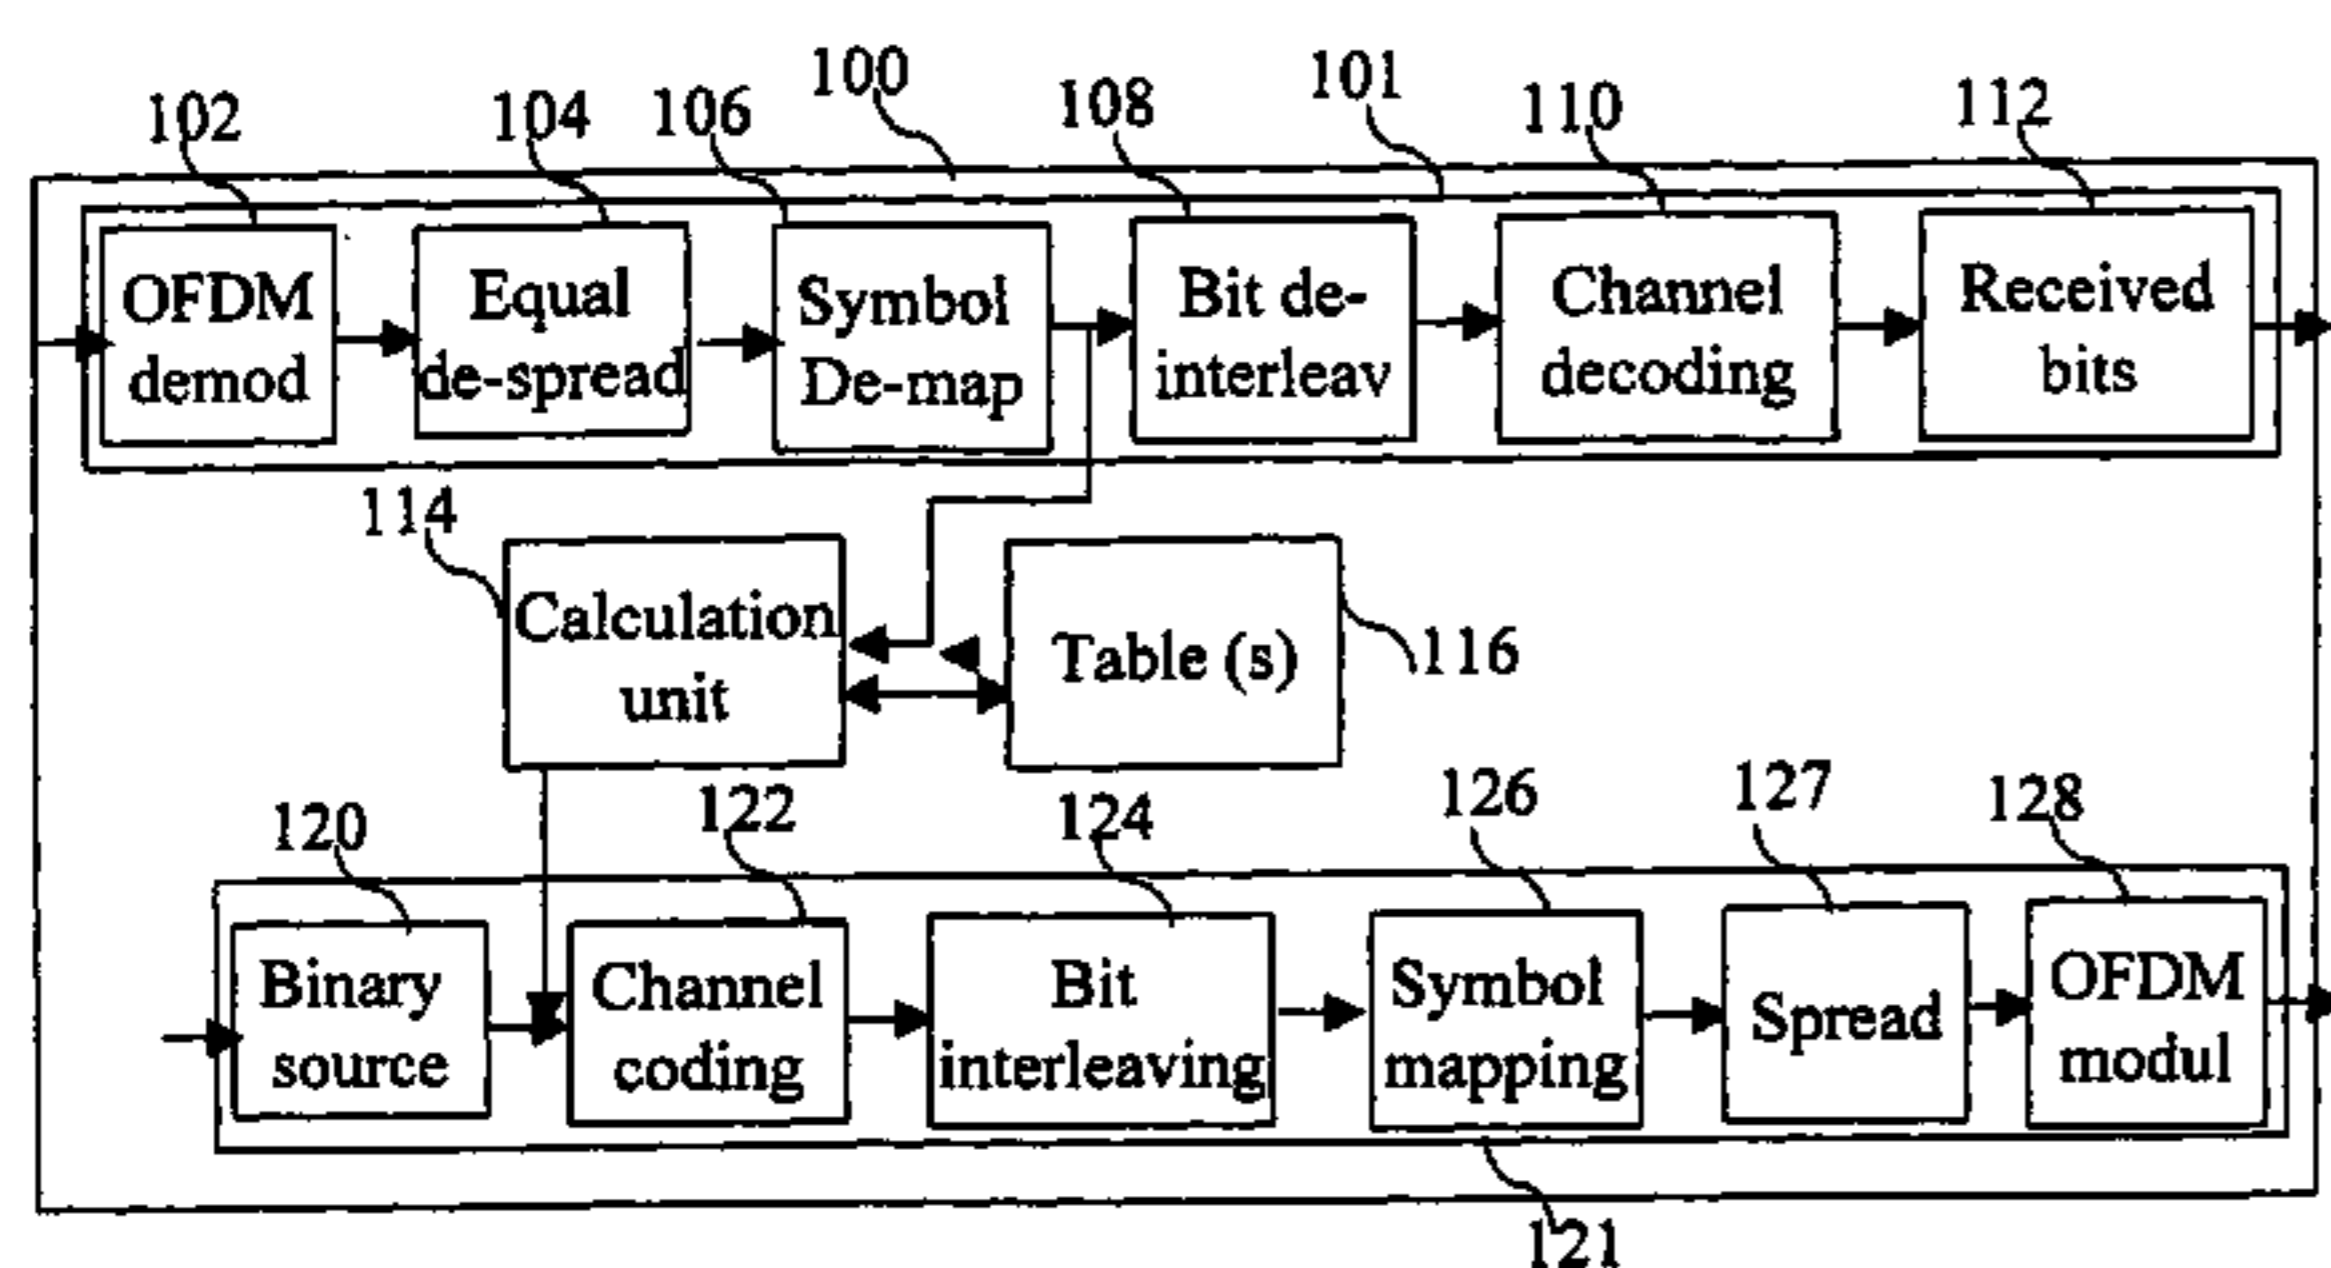 100
101
102
104
106
108
110
112
OFDM
demod
Equal
de-spread
Symbol
De-map
Bit de-
interleav
Channel
decoding
Received
bits
114
Calculation
unit
Table (s)
116
120
122
124
126
127
128
Binary
source
Channel
coding
Bit
interleaving
Symbol
mapping
Spread
OFDM
modul
121